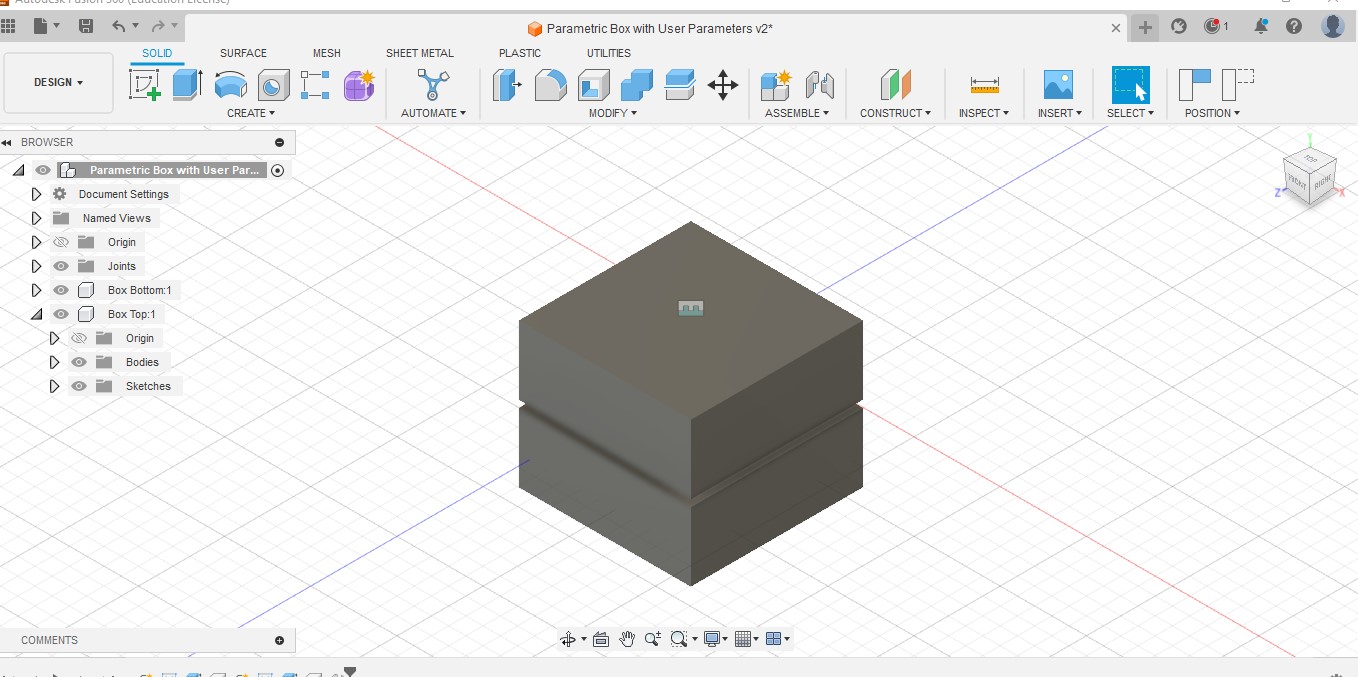 Autodesk Fusion 360 (Education License)
Parametric Box with User Parameters v2*
1
SOLID SURFACE MESH SHEET METAL PLASTIC UTILITIES
DESIGN
CREATE AUTOMATE MODIFY ASSEMBLE CONSTRUCT INSPECT INSERT SELECT POSITION
BROWSER
Parametric Box with User Par...
Document Settings
Named Views
Origin
Joints
Box Bottom:1
Box Top:1
Origin
Bodies
Sketches
Y
TOP
FRONT RIGHT
Z X
COMMENTS